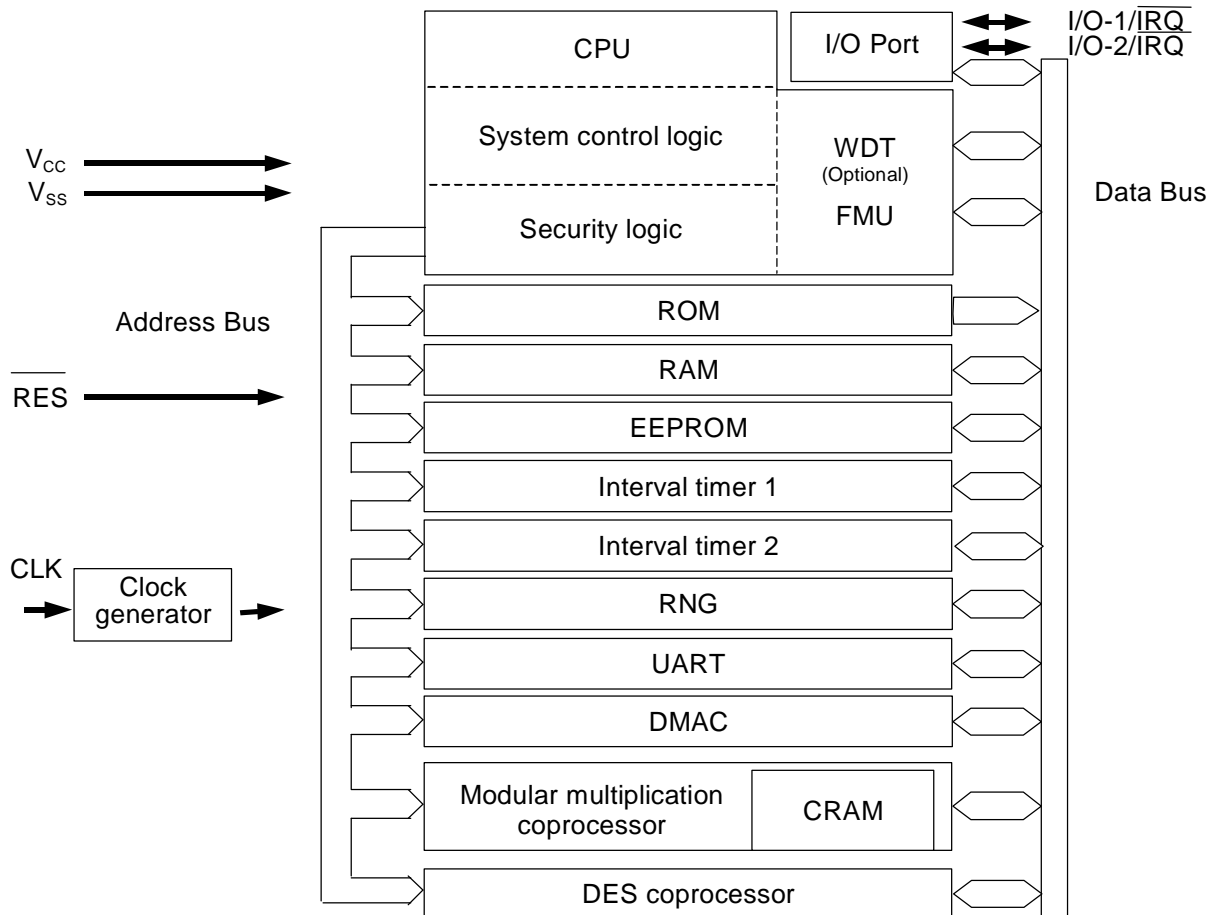 CPU
I/O Port
I/O-1/IRQ
I/O-2/IRQ
System control logic
WDT
(Optional)
FMU
VCC
VSS
Data Bus
Security logic
Address Bus
ROM
RAM
RES
EEPROM
Interval timer 1
Interval timer 2
CLK
Clock
generator
RNG
UART
DMAC
Modular multiplication
coprocessor
CRAM
DES coprocessor